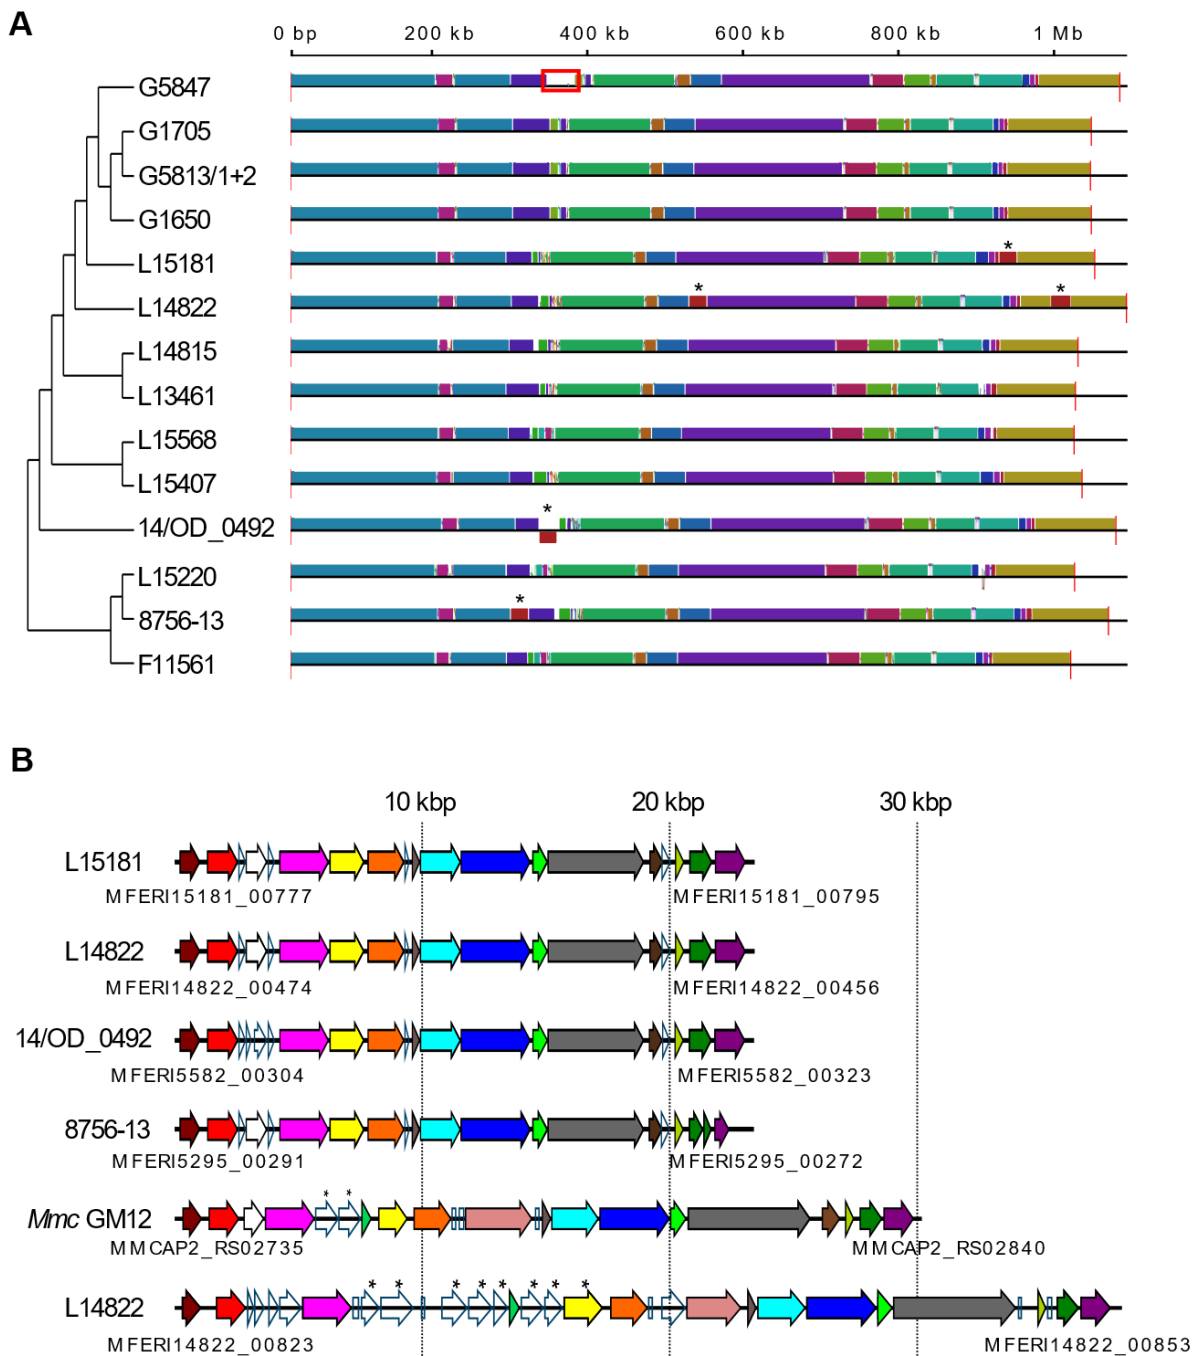 A
0 bp 200 kb 400 kb 600 kb 800 kb 1 Mb
G5847
G1705
G5813/1+2
G1650
L15181 *
L14822 * *
L14815
L13461
L15568
L15407
14/OD_0492 *
L15220
8756-13 *
F11561
B
10 kbp 20 kbp 30 kbp
L15181
MFERI15181_00777 MFERI15181_00795
L14822
MFERI14822_00474 MFERI14822_00456
14/OD_0492
MFERI5582_00304 MFERI5582_00323
8756-13
MFERI5295_00291 MFERI5295_00272
* *
Mmc GM12
MMCAP2_RS02735 MMCAP2_RS02840
* * * * * * * *
L14822
MFERI14822_00823 MFERI14822_00853